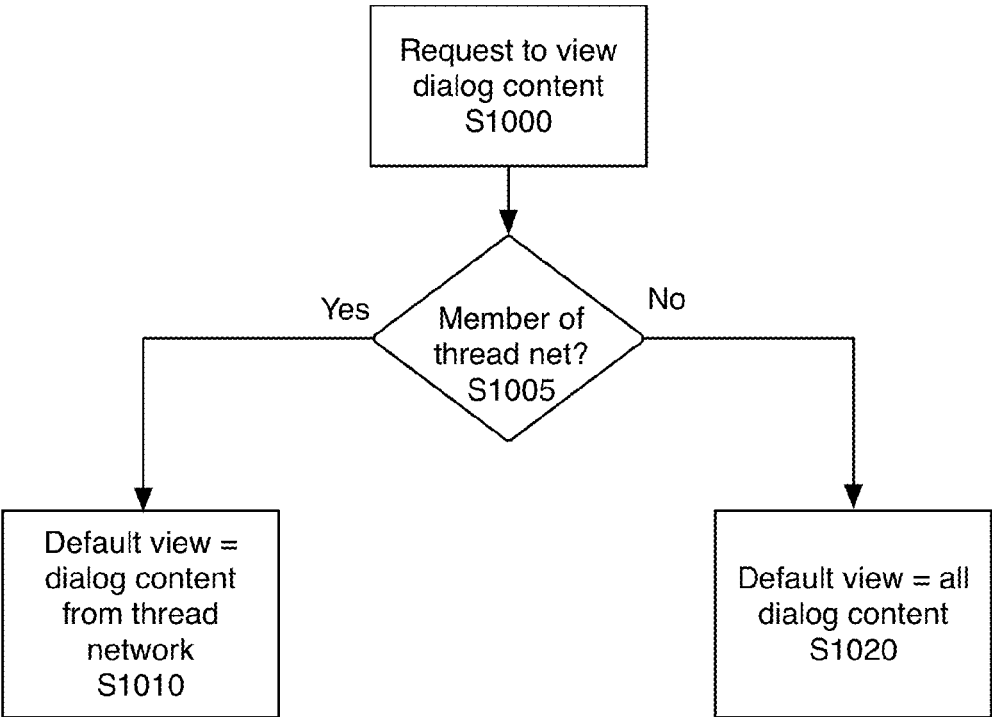 Request to view
dialog content
S1000
Yes
No
Member of
thread net?
S1005
Default view =
dialog content
from thread
network
S1010
Default view = all
dialog content
S1020